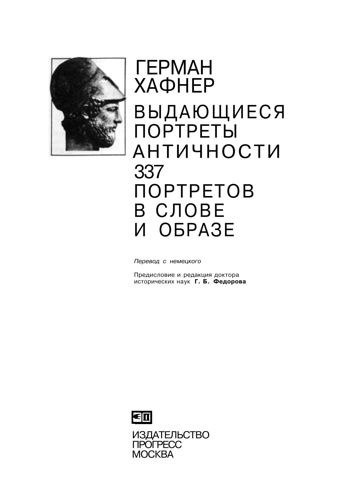 ГЕРМАН
ХАФНЕР
ВЫДАЮЩИЕСЯ
ПОРТРЕТЫ
АНТИЧНОСТИ
337
ПОРТРЕТОВ
В СЛОВЕ
И ОБРАЗЕ
Перевод с немецкого
Предисловие и редакция доктора
исторических наук Г. Б. Федорова
ИЗДАТЕЛЬСТВО
ПРОГРЕСС
МОСКВА